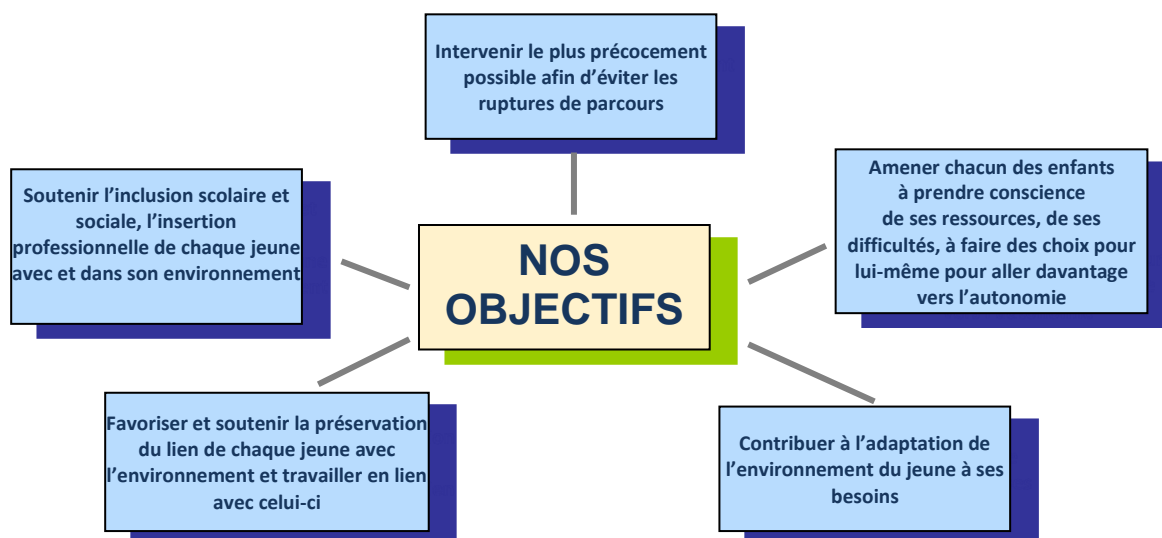 Intervenir le plus précocement
possible afin d’éviter les
ruptures de parcours
Soutenir l’inclusion scolaire et
sociale, l’insertion
professionnelle de chaque jeune
avec et dans son environnement
NOS
OBJECTIFS
Amener chacun des enfants
à prendre conscience
de ses ressources, de ses
difficultés, à faire des choix pour
lui-même pour aller davantage
vers l’autonomie
Favoriser et soutenir la préservation
du lien de chaque jeune avec
l’environnement et travailler en lien
avec celui-ci
Contribuer à l’adaptation de
l’environnement du jeune à ses
besoins